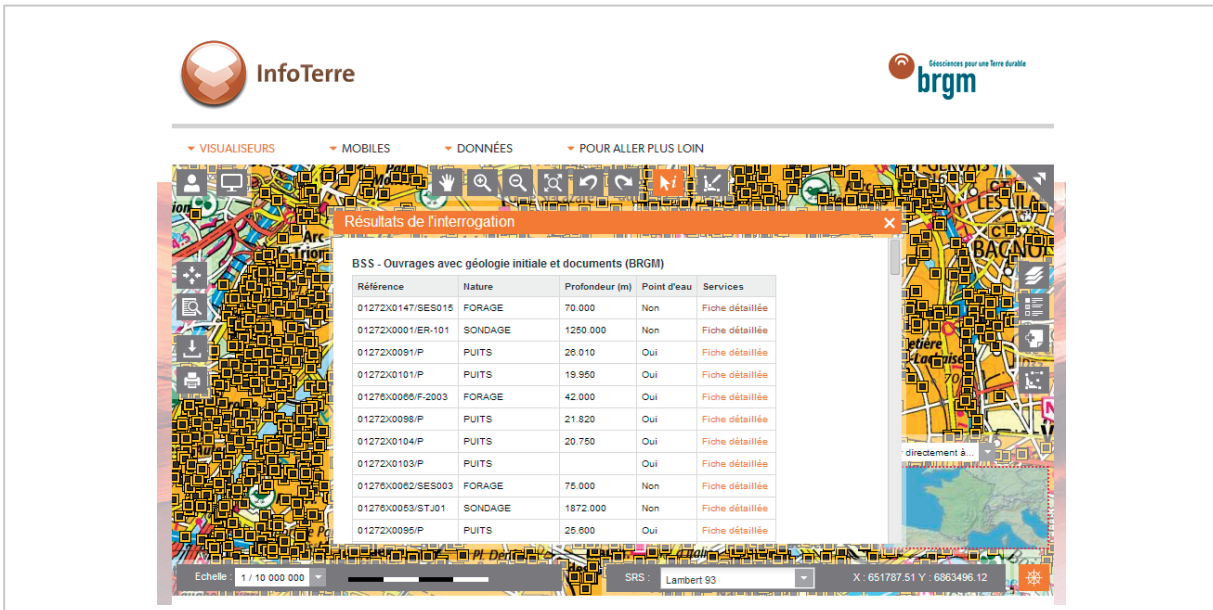 InfoTerre
Géosciences pour une Terre durable
brgm
VISUALISEURS MOBILES DONNÉES POUR ALLER PLUS LOIN
Résultats de l'interrogation
BSS - Ouvrages avec géologie initiale et documents (BRGM)
Référence Nature Profondeur (m) Point d'eau Services
01272X0147/SES015 FORAGE 70.000 Non Fiche détaillée
01272X0001/ER-101 SONDAGE 1250.000 Non Fiche détaillée
01272X0091/P PUITS 26.010 Oui Fiche détaillée
01272X0101/P PUITS 19.950 Oui Fiche détaillée
01276X0066/F-2003 FORAGE 42.000 Oui Fiche détaillée
01272X0098/P PUITS 21.820 Oui Fiche détaillée
01272X0104/P PUITS 20.750 Oui Fiche détaillée
01272X0103/P PUITS Oui Fiche détaillée
01276X0062/SES003 FORAGE 75.000 Non Fiche détaillée
01276X0053/STJ01 SONDAGE 1872.000 Non Fiche détaillée
01272X0095/P PUITS 25.600 Oui Fiche détaillée
LES LILA
BAGNO
Arc-
Trion
directement à...
Echelle : 1 / 10 000 000 SRS : Lambert 93 X : 651787.51 Y : 6863496.12